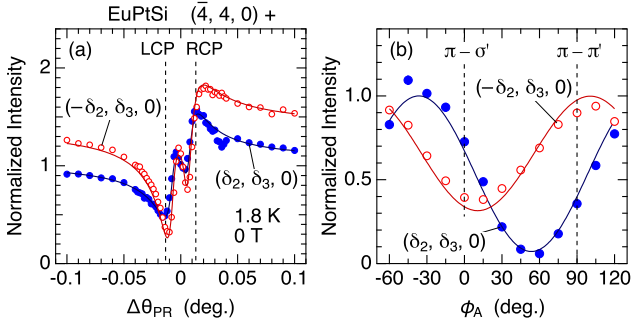 EuPtSi (4̅, 4, 0) +
(a) LCP RCP
(−δ₂, δ₃, 0)
(δ₂, δ₃, 0)
1.8 K
0 T
Normalized Intensity
2
1
0
-0.1 -0.05 0 0.05 0.1
Δθ_PR (deg.)
(b) π − σ' π − π'
(−δ₂, δ₃, 0)
(δ₂, δ₃, 0)
Normalized Intensity
1.0
0.5
0
-60 -30 0 30 60 90 120
ϕ_A (deg.)